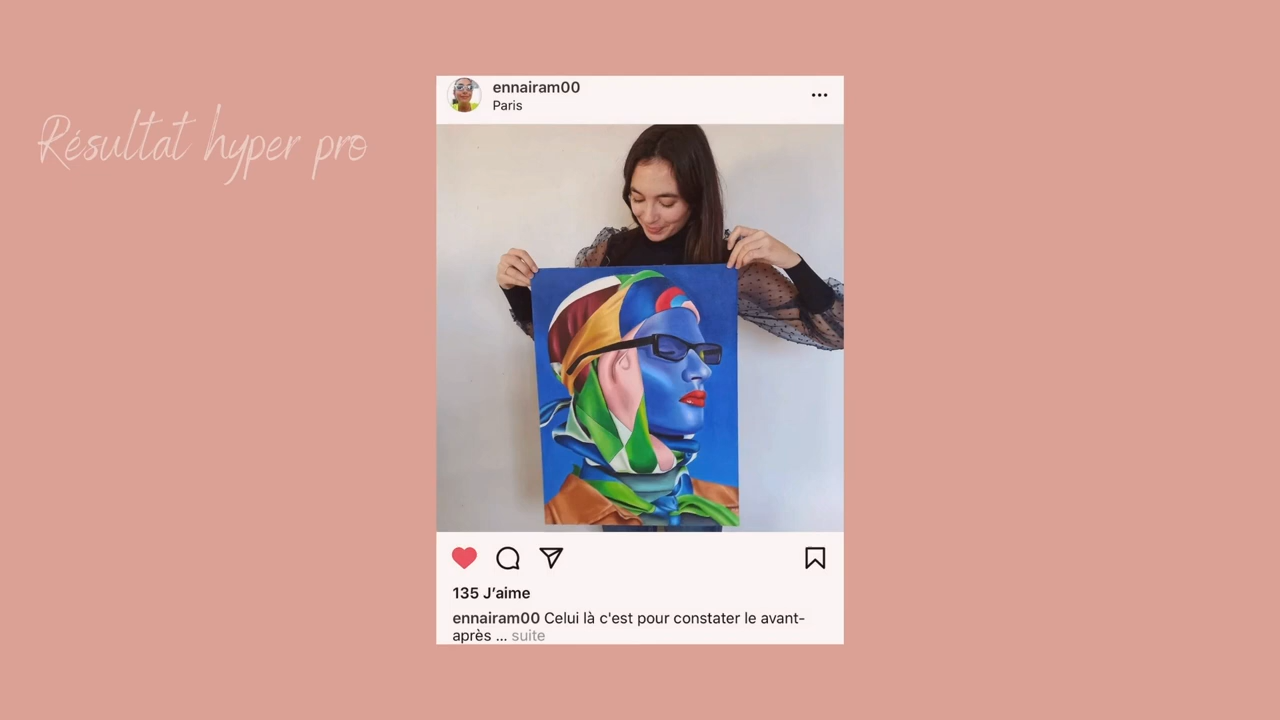 Résultat hyper pro
ennairam00
Paris
135 J’aime
ennairam00 Celui là c'est pour constater le avant-
après ... suite